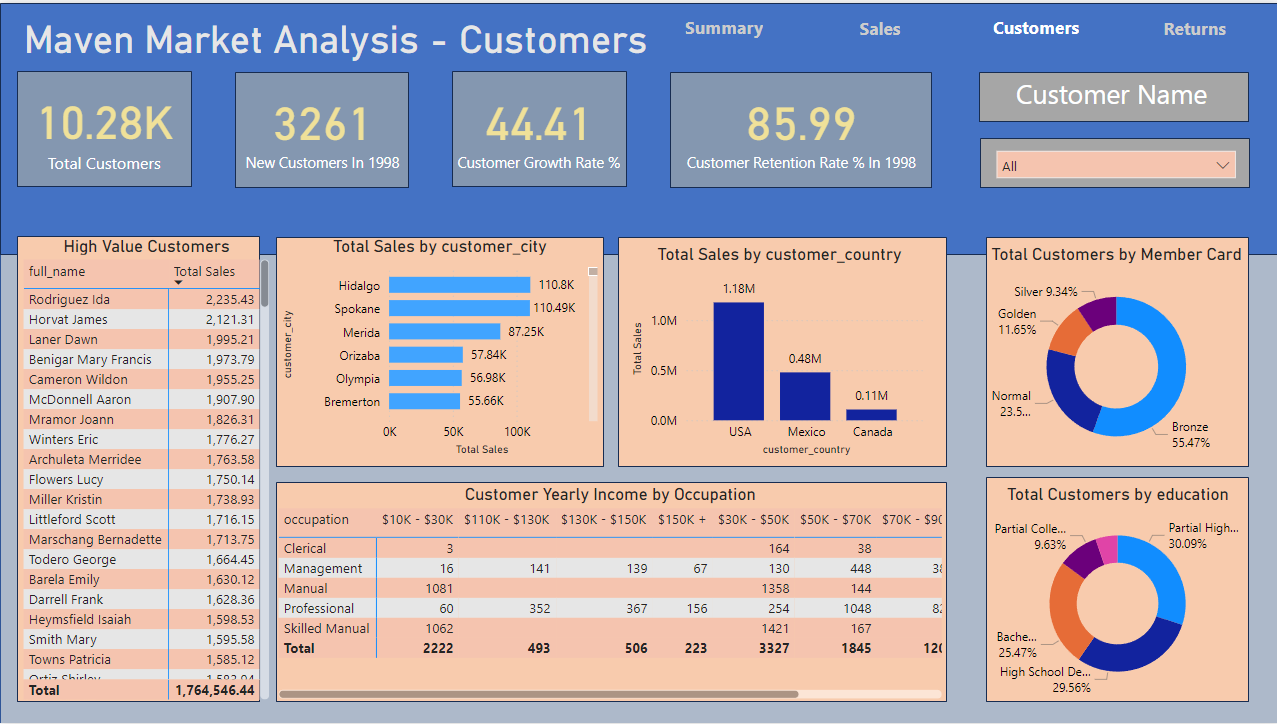 Maven Market Analysis - Customers
Summary
Sales
Customers
Returns
10.28K
Total Customers
3261
New Customers In 1998
44.41
Customer Growth Rate %
85.99
Customer Retention Rate % In 1998
Customer Name
All
High Value Customers
full_name Total Sales
Rodriguez Ida 2,235.43
Horvat James 2,121.31
Laner Dawn 1,995.21
Benigar Mary Francis 1,973.79
Cameron Wildon 1,955.25
McDonnell Aaron 1,907.90
Mramor Joann 1,826.31
Winters Eric 1,776.27
Archuleta Merridee 1,763.58
Flowers Lucy 1,750.14
Miller Kristin 1,738.93
Littleford Scott 1,716.15
Marschang Bernadette 1,713.75
Todero George 1,664.45
Barela Emily 1,630.12
Darrell Frank 1,628.36
Heymsfield Isaiah 1,598.53
Smith Mary 1,595.58
Towns Patricia 1,585.12
Total 1,764,546.44
Total Sales by customer_city
customer_city
Hidalgo 110.8K
Spokane 110.49K
Merida 87.25K
Orizaba 57.84K
Olympia 56.98K
Bremerton 55.66K
0K 50K 100K
Total Sales
Total Sales by customer_country
Total Sales
1.18M
1.0M
0.48M
0.5M
0.11M
0.0M
USA Mexico Canada
customer_country
Total Customers by Member Card
Silver 9.34%
Golden
11.65%
Normal
23.5...
Bronze
55.47%
Customer Yearly Income by Occupation
occupation $10K - $30K $110K - $130K $130K - $150K $150K + $30K - $50K $50K - $70K $70K - $90
Clerical 3 164 38
Management 16 141 139 67 130 448
Manual 1081 1358 144
Professional 60 352 367 156 254 1048
Skilled Manual 1062 1421 167
Total 2222 493 506 223 3327 1845 120
Total Customers by education
Partial Colle...
9.63%
Partial High...
30.09%
Bache...
25.47%
High School De...
29.56%